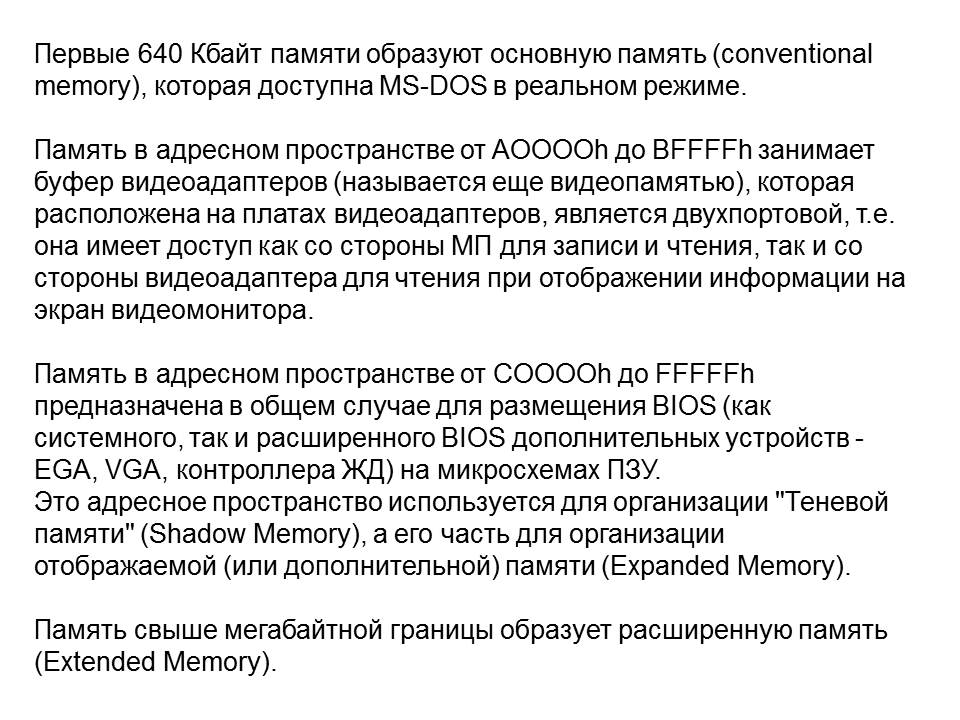 Первые 640 Кбайт памяти образуют основную память (conventional
memory), которая доступна MS-DOS в реальном режиме.
Память в адресном пространстве от AOOOOh до BFFFFh занимает
буфер видеоадаптеров (называется еще видеопамятью), которая
расположена на платах видеоадаптеров, является двухпортовой, т.е.
она имеет доступ как со стороны МП для записи и чтения, так и со
стороны видеоадаптера для чтения при отображении информации на
экран видеомонитора.
Память в адресном пространстве от COOOOh до FFFFFh
предназначена в общем случае для размещения BIOS (как
системного, так и расширенного BIOS дополнительных устройств -
EGA, VGA, контроллера ЖД) на микросхемах ПЗУ.
Это адресное пространство используется для организации "Теневой
памяти" (Shadow Memory), а его часть для организации
отображаемой (или дополнительной) памяти (Expanded Memory).
Память свыше мегабайтной границы образует расширенную память
(Extended Memory).